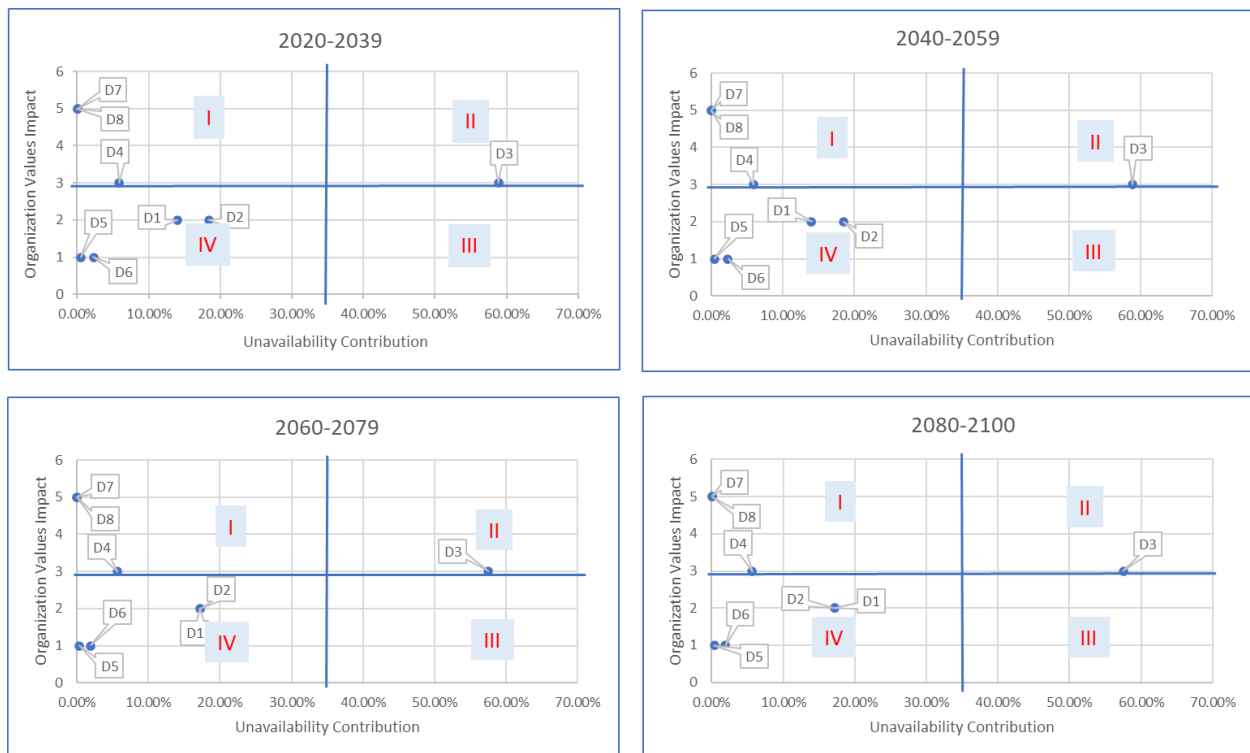 2020-2039
Organization Values Impact
6
5
4
3
2
1
0
D7
D8
D4
D3
D5
D1
D2
D6
I
II
IV
III
0.00% 10.00% 20.00% 30.00% 40.00% 50.00% 60.00% 70.00%
Unavailability Contribution
2040-2059
Organization Values Impact
6
5
4
3
2
1
0
D7
D8
D4
D3
D1
D5
D2
D6
I
II
IV
III
0.00% 10.00% 20.00% 30.00% 40.00% 50.00% 60.00% 70.00%
Unavailability Contribution
2060-2079
Organization Values Impact
6
5
4
3
2
1
0
D7
D8
D4
D3
D2
D6
D1
D5
I
II
IV
III
0.00% 10.00% 20.00% 30.00% 40.00% 50.00% 60.00% 70.00%
Unavailability Contribution
2080-2100
Organization Values Impact
6
5
4
3
2
1
0
D7
D8
D4
D3
D2
D1
D6
D5
I
II
IV
III
0.00% 10.00% 20.00% 30.00% 40.00% 50.00% 60.00% 70.00%
Unavailability Contribution